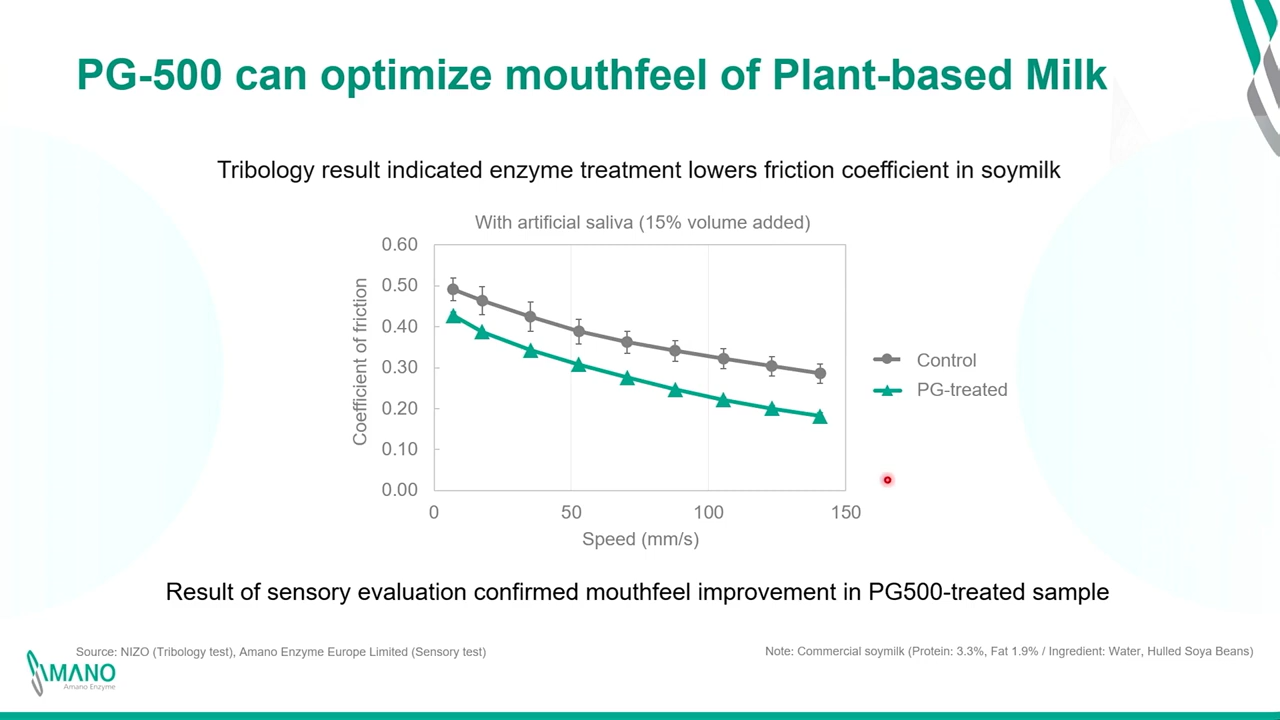 PG-500 can optimize mouthfeel of Plant-based Milk
Tribology result indicated enzyme treatment lowers friction coefficient in soymilk
With artificial saliva (15% volume added)
Coefficient of friction
0.60
0.50
0.40
0.30
0.20
0.10
0.00
0 50 100 150
Speed (mm/s)
Control
PG-treated
Result of sensory evaluation confirmed mouthfeel improvement in PG500-treated sample
Source: NIZO (Tribology test), Amano Enzyme Europe Limited (Sensory test)
Note: Commercial soymilk (Protein: 3.3%, Fat 1.9% / Ingredient: Water, Hulled Soya Beans)
AMANO
Amano Enzyme